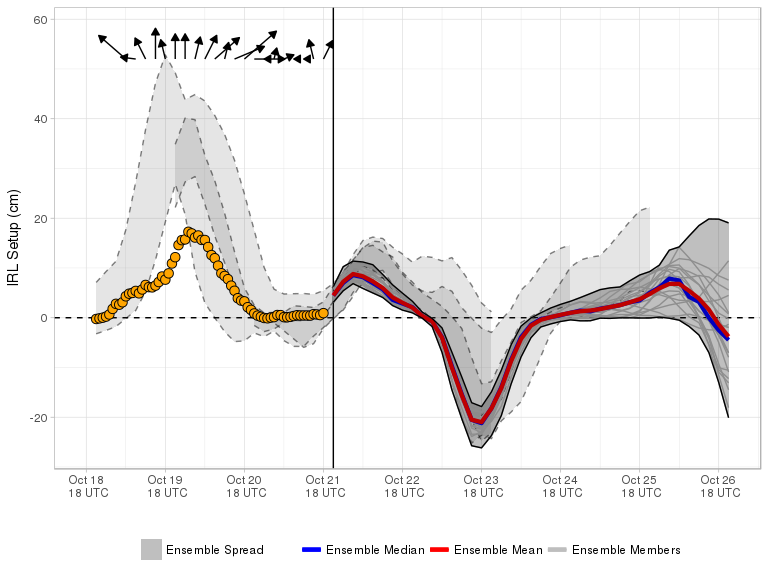 60
40
20
0
-20
IRL Setup (cm)
Oct 18
18 UTC
Oct 19
18 UTC
Oct 20
18 UTC
Oct 21
18 UTC
Oct 22
18 UTC
Oct 23
18 UTC
Oct 24
18 UTC
Oct 25
18 UTC
Oct 26
18 UTC
Ensemble Spread
Ensemble Median
Ensemble Mean
Ensemble Members